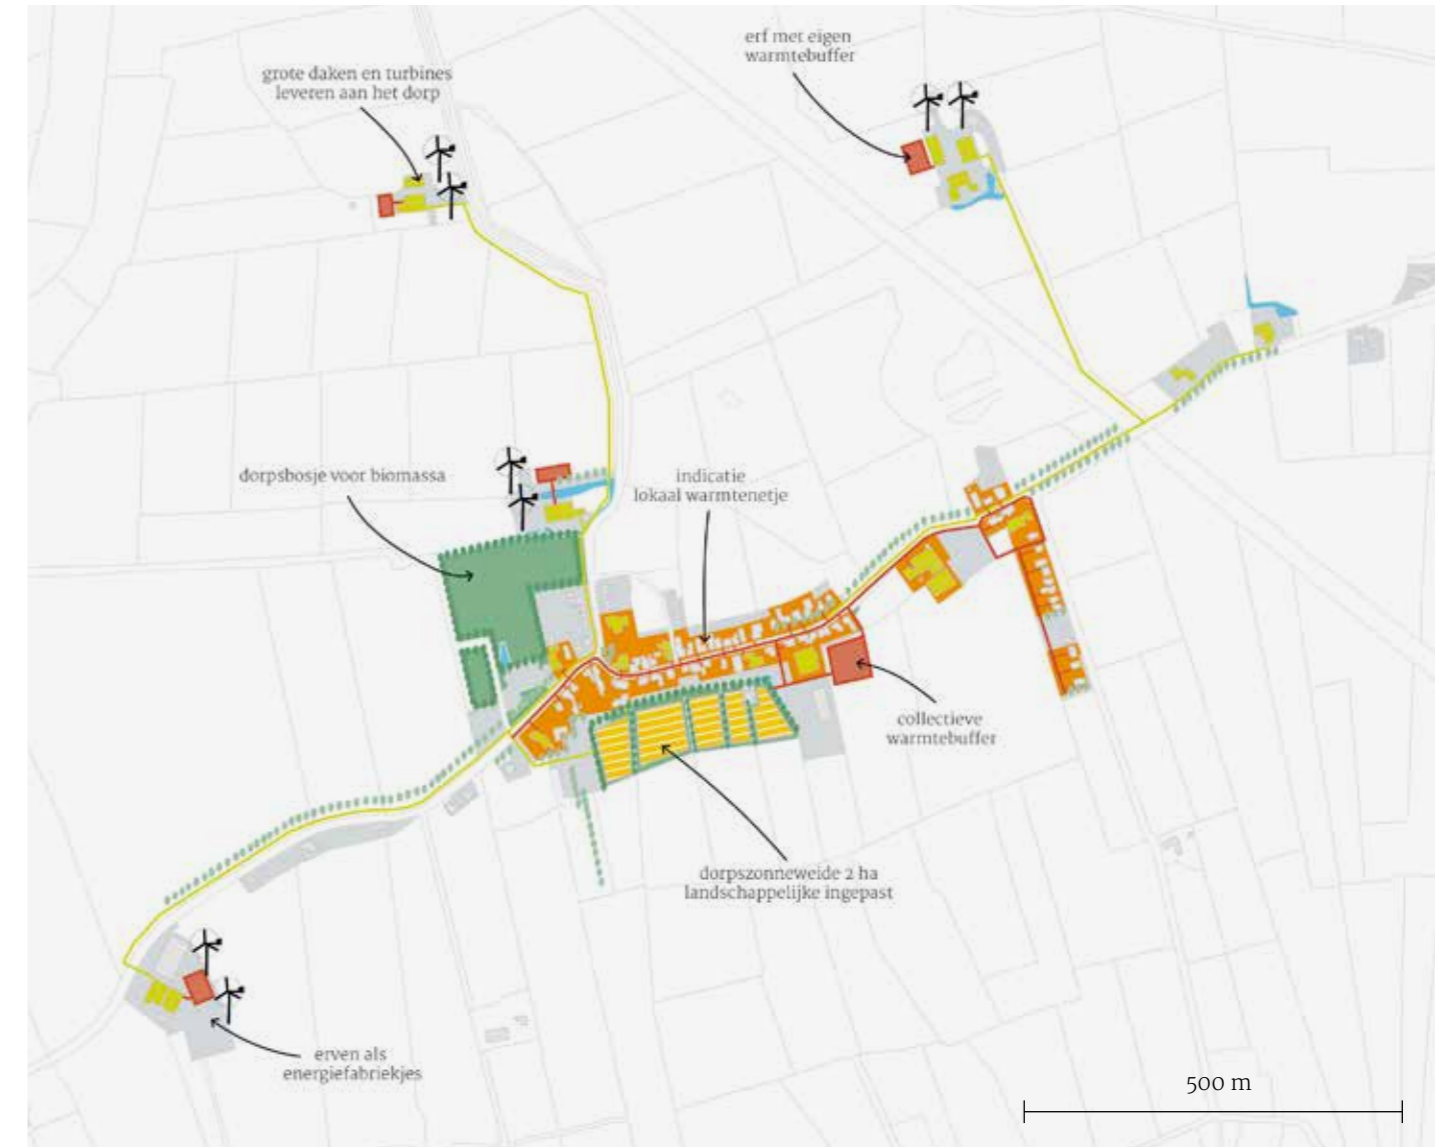 erf met eigen
warmtebuffer
grote daken en turbines
leveren aan het dorp
dorpsbosje voor biomassa
indicatie
lokaal warmtenetje
collectieve
warmtebuffer
dorpszonneweide 2 ha
landschappelijke ingepast
erven als
energiefabriekjes
500 m